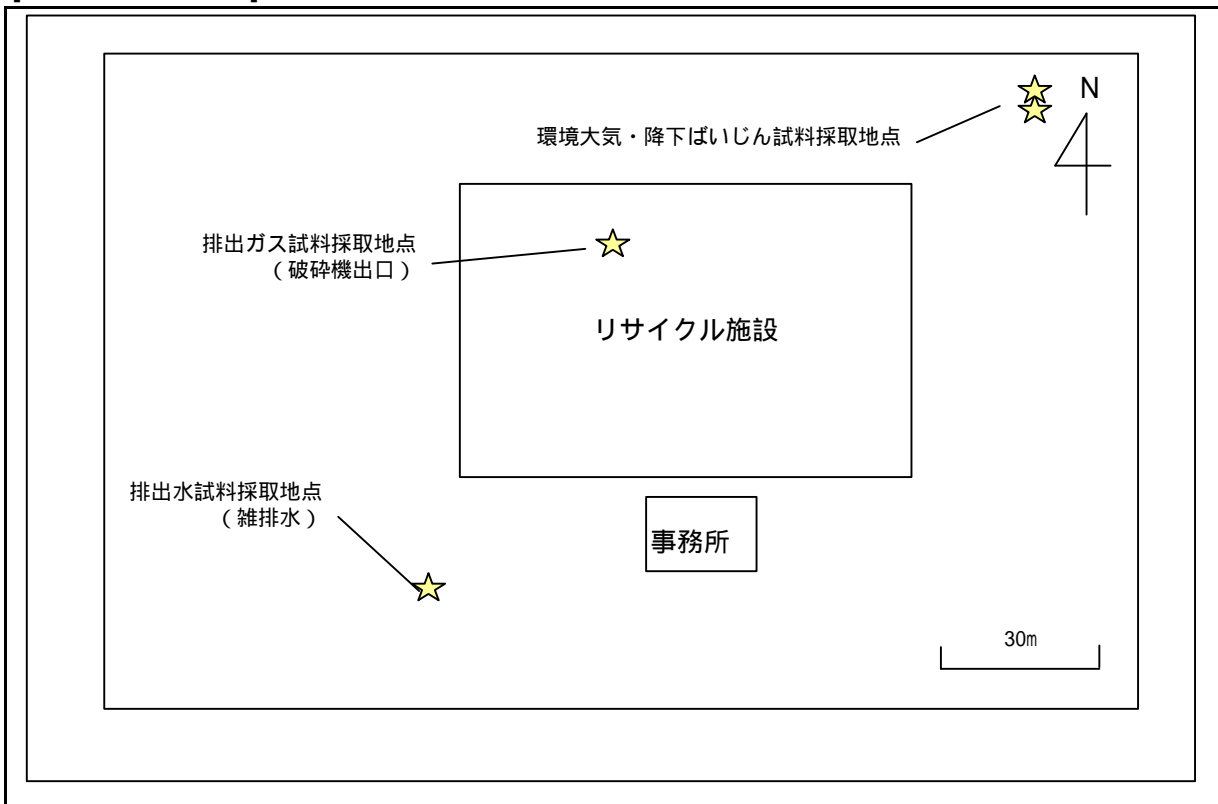 N
環境大気・降下ばいじん試料採取地点
排出ガス試料採取地点
(破砕機出口)
リサイクル施設
排出水試料採取地点
(雑排水)
事務所
30m